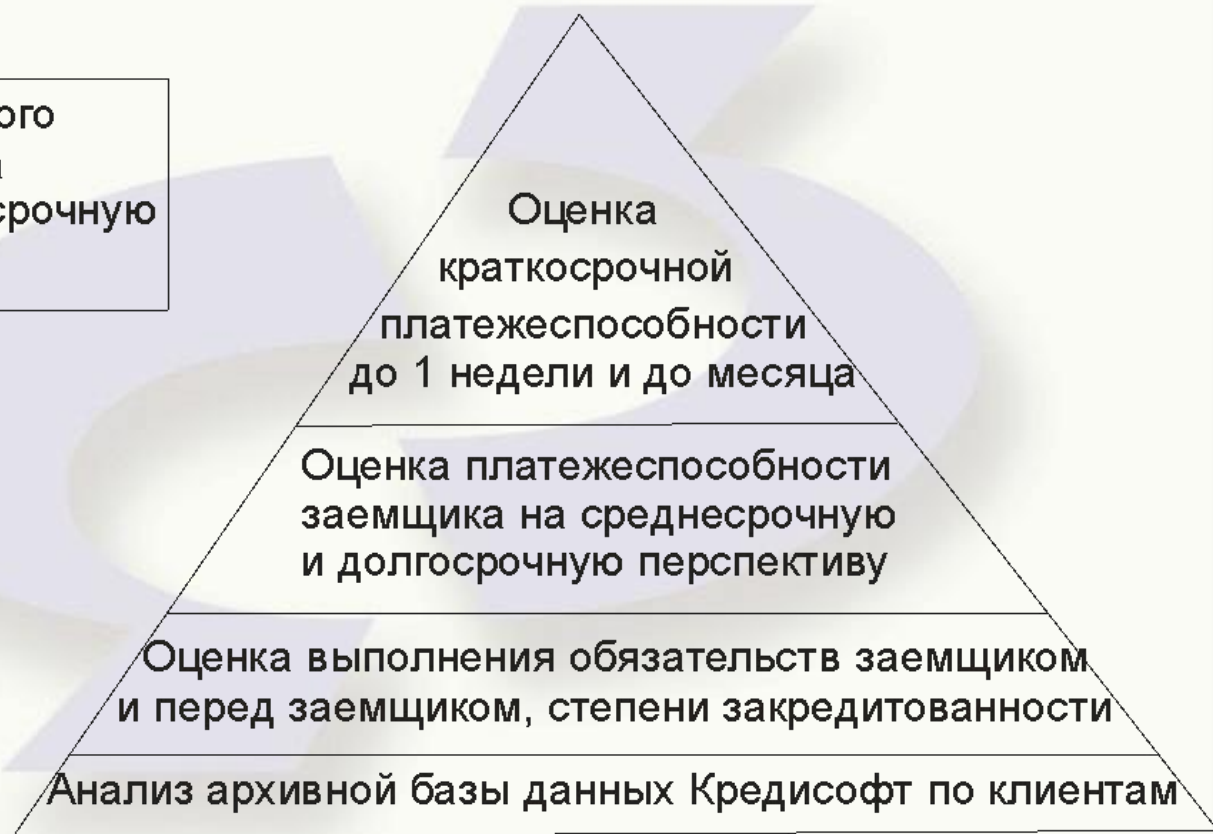 срочную
Оценка
краткосрочной
платежеспособности
до 1 недели и до месяца
Оценка платежеспособности
заемщика на среднесрочную
и долгосрочную перспективу
Оценка выполнения обязательств заемщиком
и перед заемщиком, степени закредитованности
Анализ архивной базы данных Кредисофт по клиентам